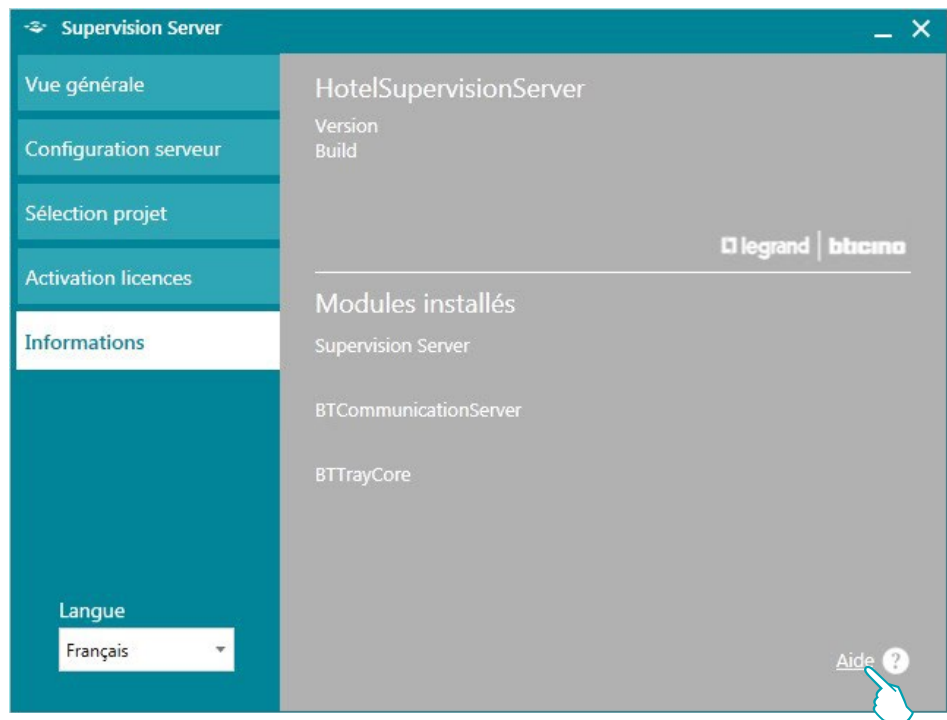 Supervision Server
Vue générale
Configuration serveur
Sélection projet
Activation licences
Informations
Langue
Français
HotelSupervisionServer
Version
Build
legrand | bticino
Modules installés
Supervision Server
BTCommunicationServer
BTTrayCore
Aide ?